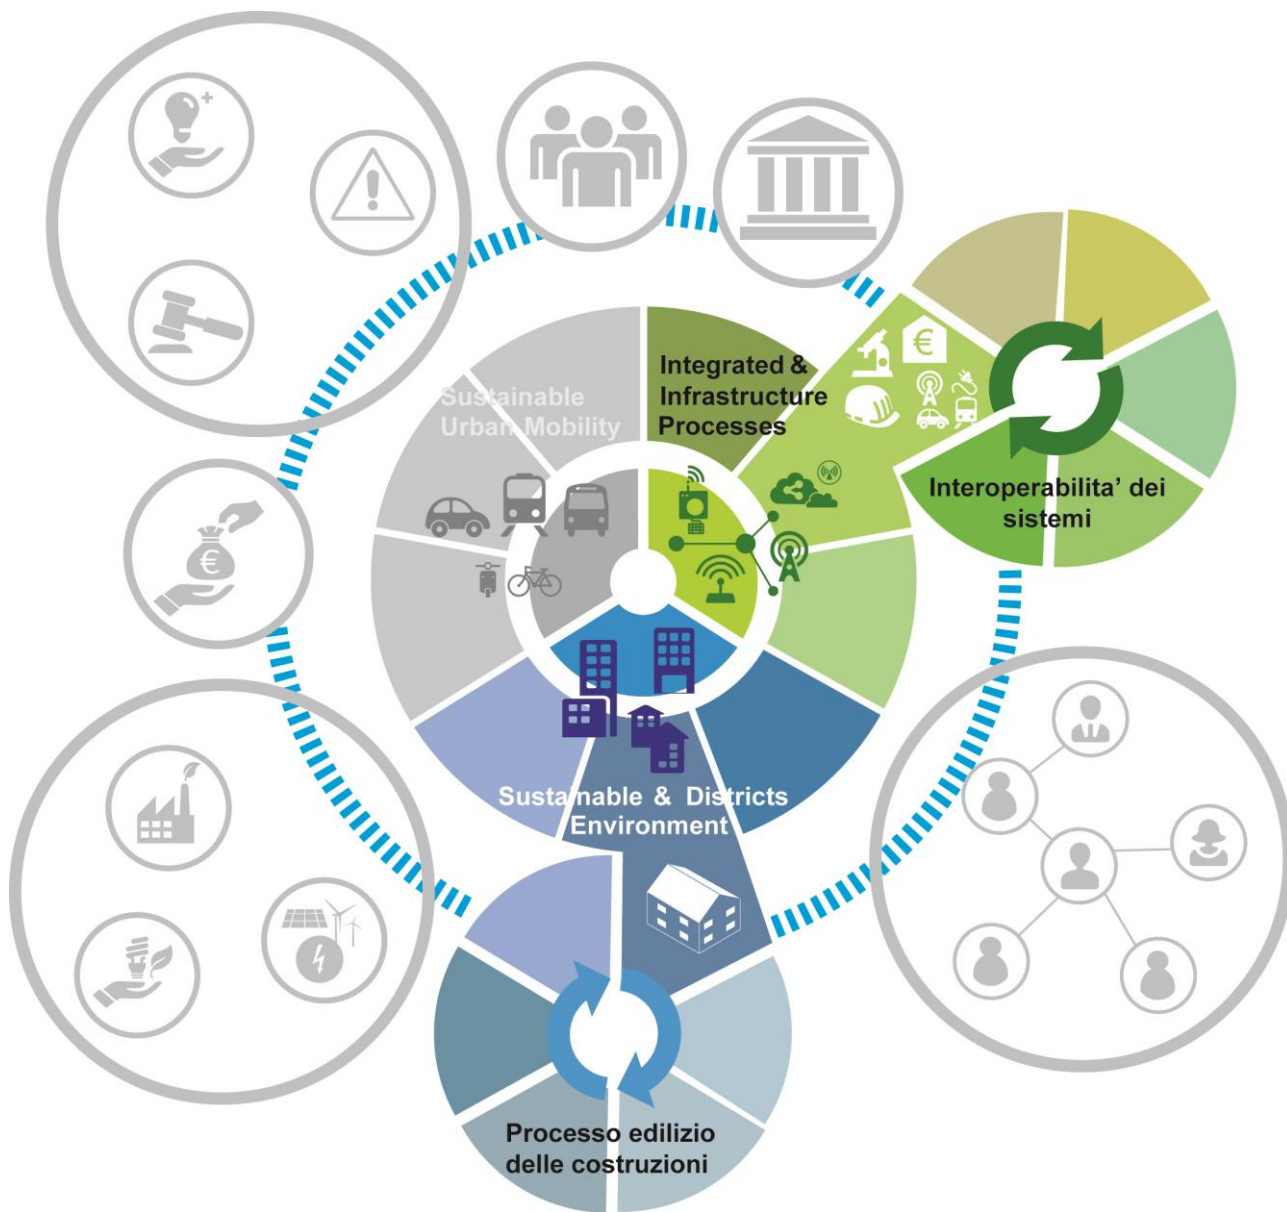 Sustainable
Urban Mobility
Integrated &
Infrastructure
Processes
Interoperabilita' dei
sistemi
Sustainable & Districts
Environment
Processo edilizio
delle costruzioni